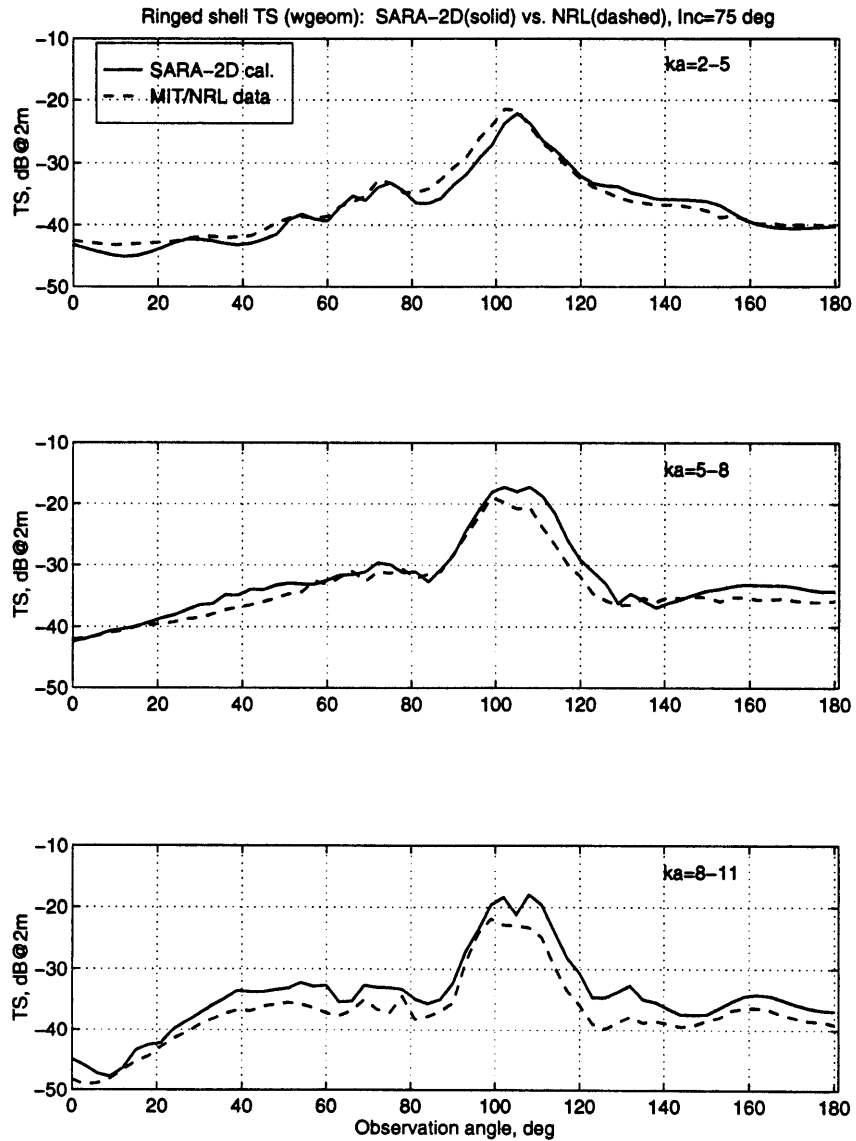 Ringed shell TS (wgeom): SARA−2D(solid) vs. NRL(dashed), Inc=75 deg
−10
−20
−30
−40
−50
TS, dB@2m
SARA−2D cal.
MIT/NRL data
ka=2−5
0 20 40 60 80 100 120 140 160 180
−10
−20
−30
−40
−50
TS, dB@2m
ka=5−8
0 20 40 60 80 100 120 140 160 180
−10
−20
−30
−40
−50
TS, dB@2m
ka=8−11
0 20 40 60 80 100 120 140 160 180
Observation angle, deg